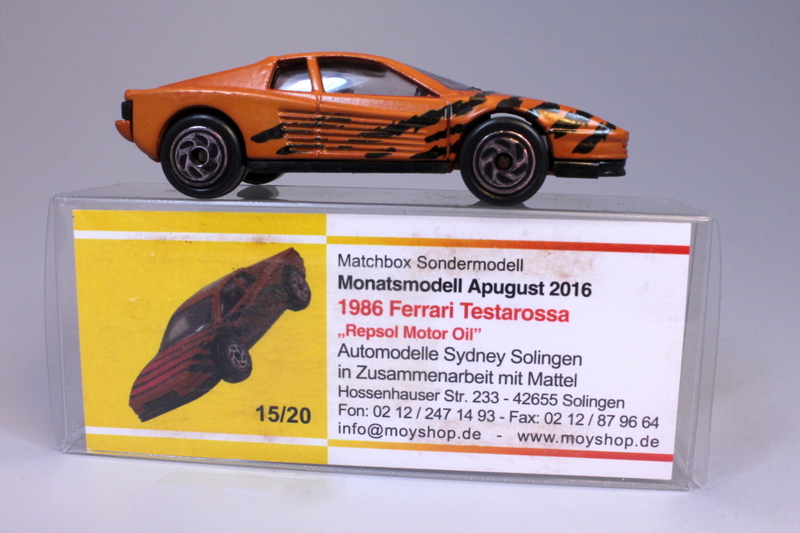 Matchbox Sondermodell
Monatsmodell Apugust 2016
1986 Ferrari Testarossa
„Repsol Motor Oil”
Automodelle Sydney Solingen
in Zusammenarbeit mit Mattel
Hossenhauser Str. 233 - 42655 Solingen
Fon: 02 12 / 247 14 93 - Fax: 02 12 / 87 96 64
info@moyshop.de - www.moyshop.de
15/20